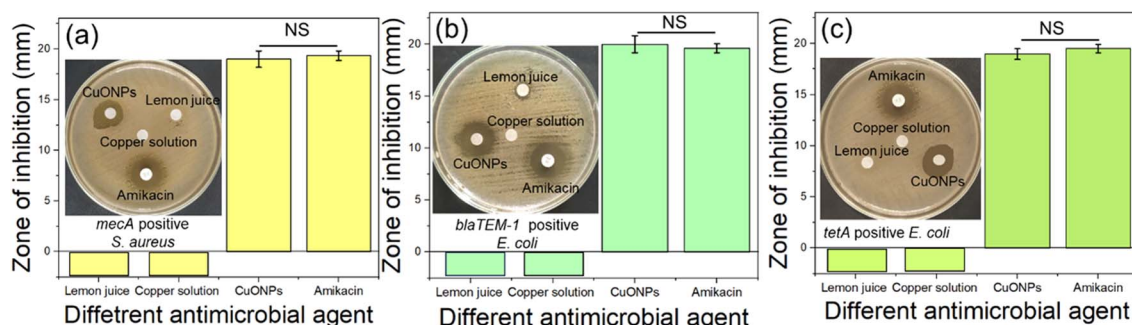 (a)
NS
Zone of inhibition (mm)
20
15
10
5
0
CuONPs
Lemon juice
Copper solution
Amikacin
mecA positive
S. aureus
Lemon juice Copper solution CuONPs Amikacin
Diffetrent antimicrobial agent
(b)
NS
Zone of inhibition (mm)
20
15
10
5
0
Lemon juice
Copper solution
CuONPs
Amikacin
blaTEM-1 positive
E. coli
Lemon juice Copper solution CuONPs Amikacin
Different antimicrobial agent
(c)
NS
Zone of inhibition (mm)
20
15
10
5
0
Amikacin
Copper solution
Lemon juice
CuONPs
tetA positive E. coli
Lemon juice Copper solution CuONPs Amikacin
Different antimicrobial agent